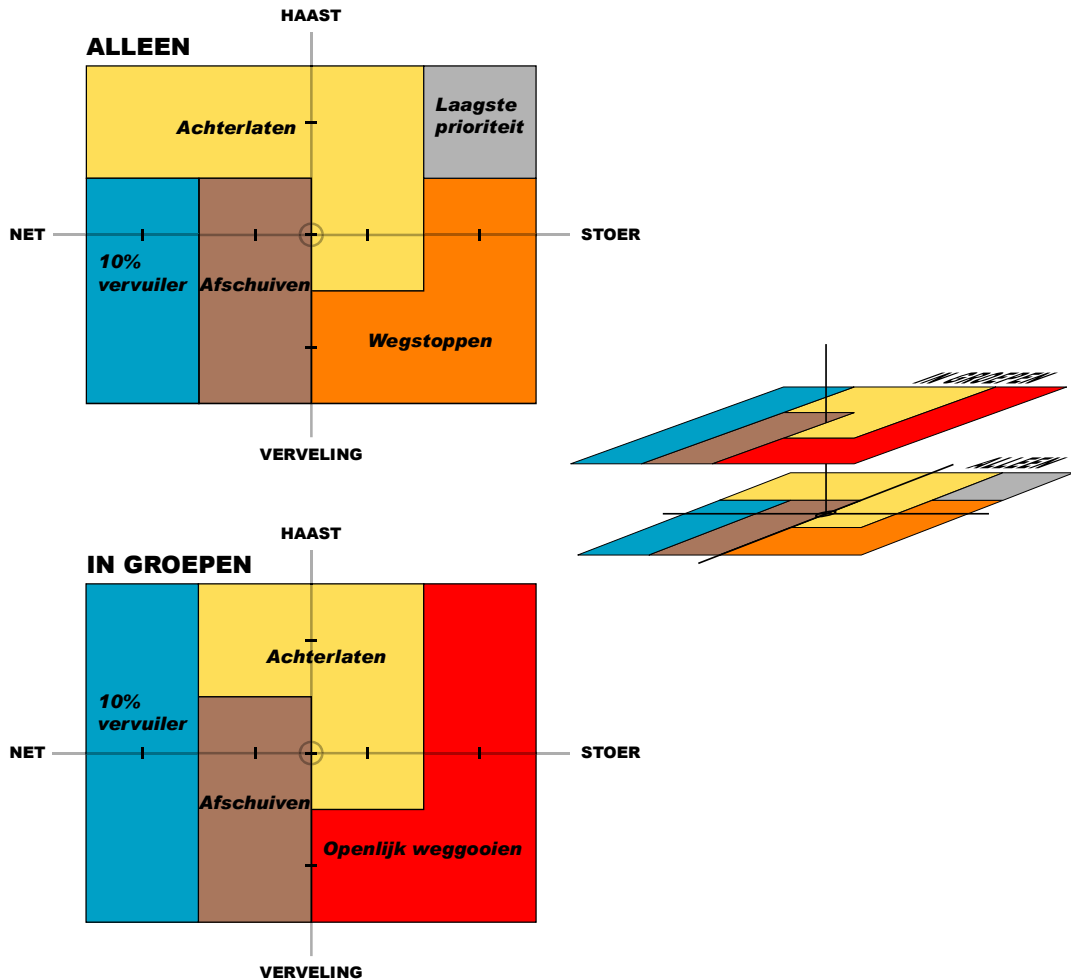 HAAST
ALLEEN
Achterlaten
Laagste
prioriteit
NET
STOER
10%
vervuiler
Afschuiven
Wegstoppen
VERVELING
IN GROEPEN
ALLEEN
HAAST
IN GROEPEN
Achterlaten
10%
vervuiler
NET
STOER
Afschuiven
Openlijk weggooien
VERVELING